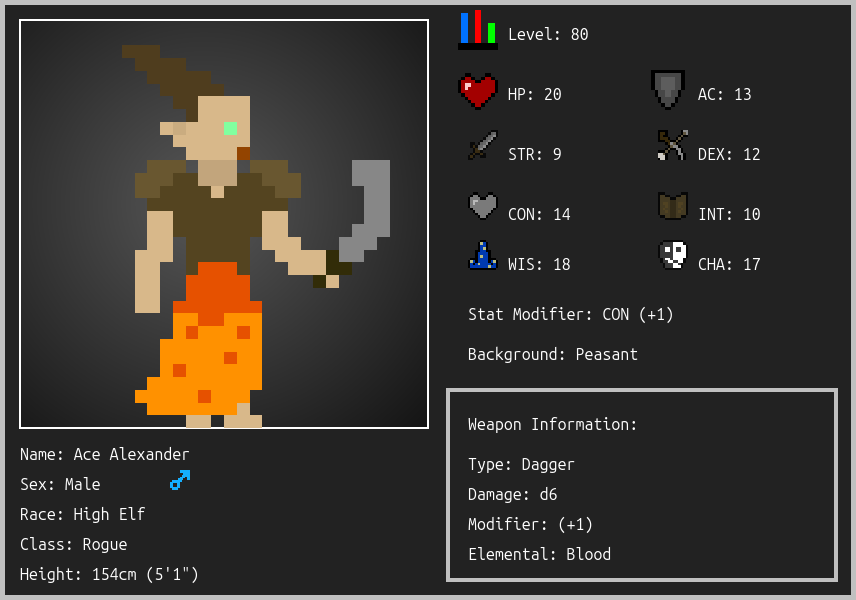 Level: 80
HP: 20
AC: 13
STR: 9
DEX: 12
CON: 14
INT: 10
WIS: 18
CHA: 17
Stat Modifier: CON (+1)
Background: Peasant
Weapon Information:
Type: Dagger
Damage: d6
Modifier: (+1)
Elemental: Blood
Name: Ace Alexander
Sex: Male
Race: High Elf
Class: Rogue
Height: 154cm (5'1")